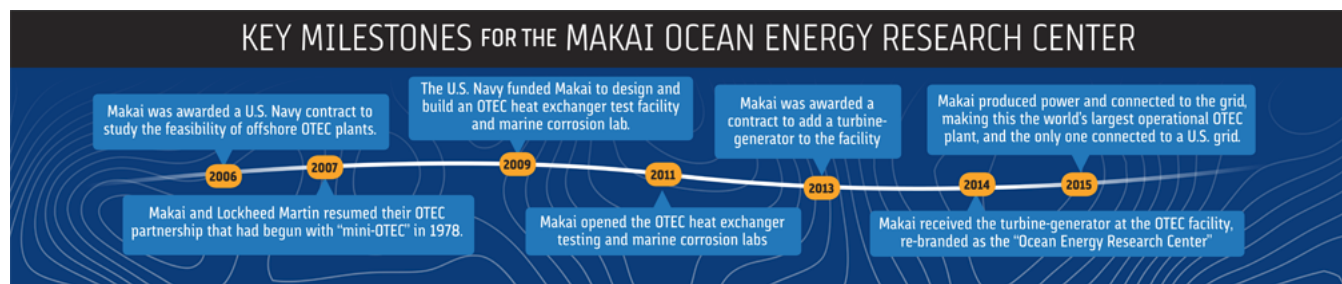 KEY MILESTONES FOR THE MAKAI OCEAN ENERGY RESEARCH CENTER
Makai was awarded a U.S. Navy contract to
study the feasibility of offshore OTEC plants.
2006
2007
Makai and Lockheed Martin resumed their OTEC
partnership that had begun with “mini-OTEC” in 1978.
The U.S. Navy funded Makai to design and
build an OTEC heat exchanger test facility
and marine corrosion lab.
2009
2011
Makai opened the OTEC heat exchanger
testing and marine corrosion labs
Makai was awarded a
contract to add a turbine-
generator to the facility
2013
2014
Makai received the turbine-generator at the OTEC facility,
re-branded as the “Ocean Energy Research Center”
Makai produced power and connected to the grid,
making this the world's largest operational OTEC
plant, and the only one connected to a U.S. grid.
2015